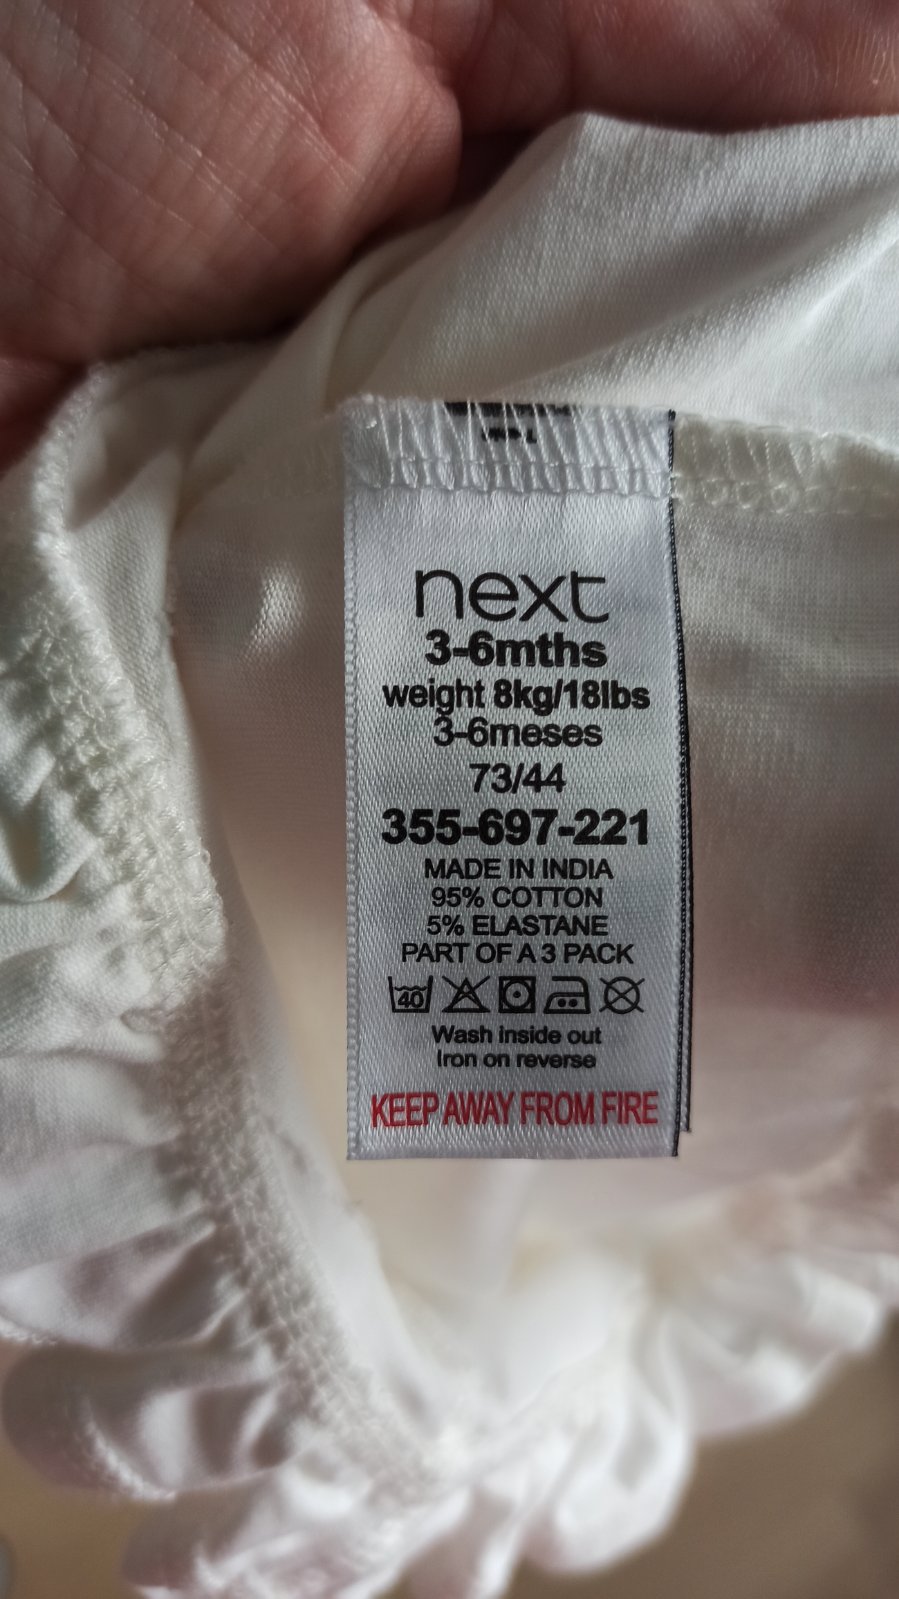 next
3-6mths
weight 8kg/18lbs
3-6meses
73/44
355-697-221
MADE IN INDIA
95% COTTON
5% ELASTANE
PART OF A 3 PACK
40
Wash inside out
Iron on reverse
KEEP AWAY FROM FIRE